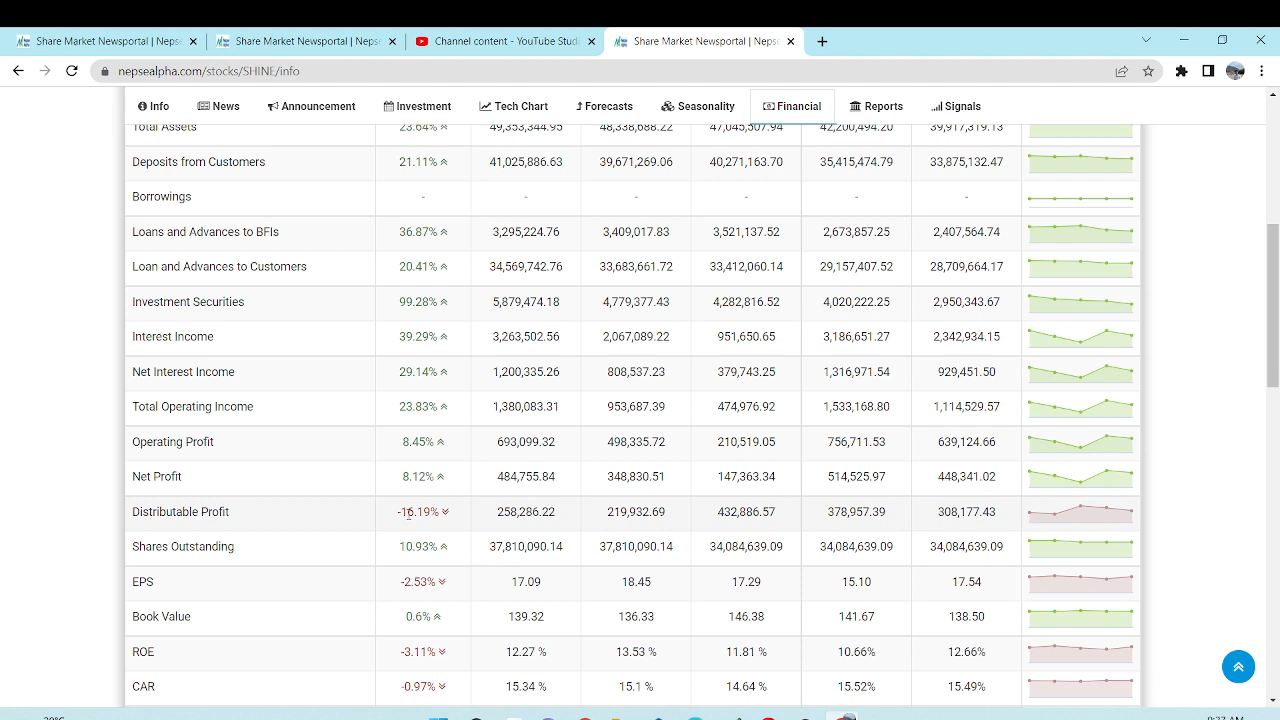 Share Market Newsportal | Nepse
Share Market Newsportal | Nepse
Channel content - YouTube Studi
Share Market Newsportal | Nepse
nepsealpha.com/stocks/SHINE/info
Info News Announcement Investment Tech Chart Forecasts Seasonality Financial Reports Signals
Total Assets 23.64% 49,353,344.95 48,338,688.22 47,045,507.94 42,200,494.20 39,917,319.13
Deposits from Customers 21.11% 41,025,886.63 39,671,269.06 40,271,163.70 35,415,474.79 33,875,132.47
Borrowings - - - - - -
Loans and Advances to BFIs 36.87% 3,295,224.76 3,409,017.83 3,521,137.52 2,673,857.25 2,407,564.74
Loan and Advances to Customers 20.41% 34,569,742.76 33,683,661.72 33,412,060.14 29,157,407.52 28,709,664.17
Investment Securities 99.28% 5,879,474.18 4,779,377.43 4,282,816.52 4,020,222.25 2,950,343.67
Interest Income 39.29% 3,263,502.56 2,067,089.22 951,650.65 3,186,651.27 2,342,934.15
Net Interest Income 29.14% 1,200,335.26 808,537.23 379,743.25 1,316,971.54 929,451.50
Total Operating Income 23.83% 1,380,083.31 953,687.39 474,976.92 1,533,168.80 1,114,529.57
Operating Profit 8.45% 693,099.32 498,335.72 210,519.05 756,711.53 639,124.66
Net Profit 8.12% 484,755.84 348,830.51 147,363.34 514,525.97 448,341.02
Distributable Profit -16.19% 258,286.22 219,932.69 432,886.57 378,957.39 308,177.43
Shares Outstanding 10.93% 37,810,090.14 37,810,090.14 34,084,639.09 34,084,639.09 34,084,639.09
EPS -2.53% 17.09 18.45 17.29 15.10 17.54
Book Value 0.6% 139.32 136.33 146.38 141.67 138.50
ROE -3.11% 12.27 % 13.53 % 11.81 % 10.66% 12.66%
CAR -0.97% 15.34 % 15.1 % 14.64 % 15.52% 15.49%